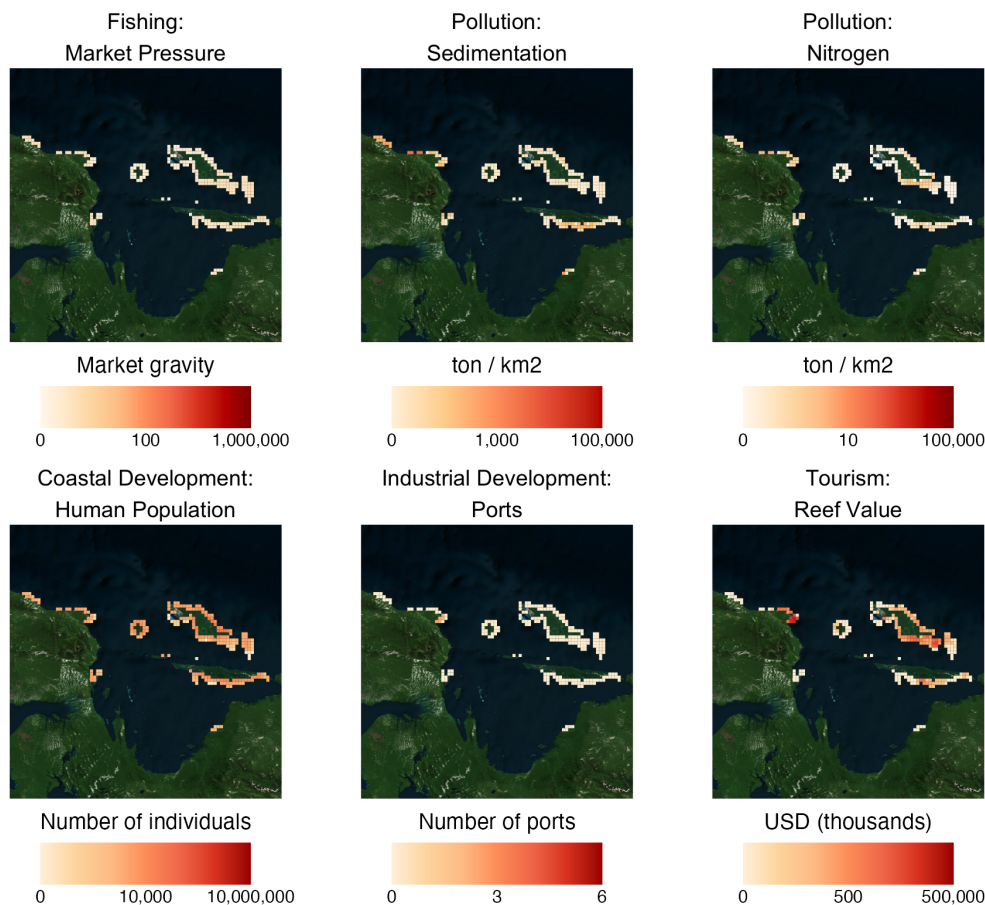 Fishing:
Market Pressure
Pollution:
Sedimentation
Pollution:
Nitrogen
Market gravity
0 100 1,000,000
ton / km2
0 1,000 100,000
ton / km2
0 10 100,000
Coastal Development:
Human Population
Industrial Development:
Ports
Tourism:
Reef Value
Number of individuals
0 10,000 10,000,000
Number of ports
0 3 6
USD (thousands)
0 500 500,000